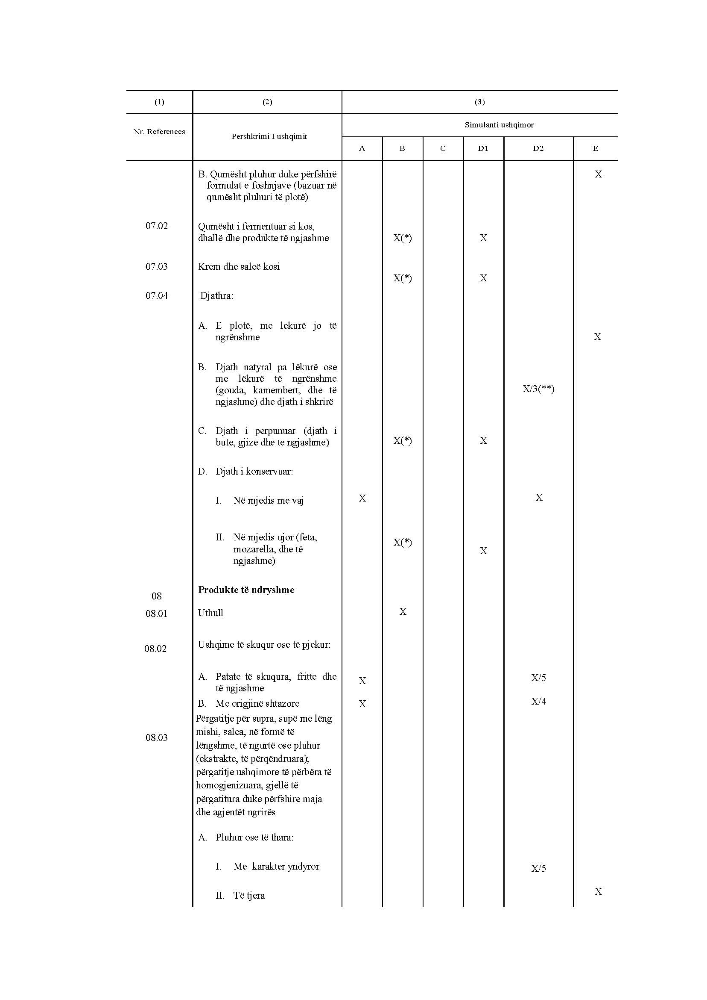 (1) (2) (3)
Nr. References Pershkrimi I ushqimit Simulanti ushqimor
A B C D1 D2 E
B. Qumësht pluhur duke përfshirë X
formulat e foshnjave (bazuar në
qumësht pluhuri të plotë)
07.02 Qumësht i fermentuar si kos,
dhallë dhe produkte të ngjashme X(*) X
07.03 Krem dhe salcë kosi
X(*) X
07.04 Djathra:
A. E plotë, me lekurë jo të
ngrënshme X
B. Djath natyral pa lëkurë ose
me lëkurë të ngrënshme
(gouda, kamembert, dhe të X/3(**)
ngjashme) dhe djath i shkrirë
C. Djath i perpunuar (djath i
bute, gjize dhe te ngjashme) X(*) X
D. Djath i konservuar:
I. Në mjedis me vaj X X
II. Në mjedis ujor (feta, X(*)
mozarella, dhe të X
ngjashme)
08 Produkte të ndryshme
08.01 Uthull X
08.02 Ushqime të skuqur ose të pjekur:
A. Patate të skuqura, fritte dhe X X/5
të ngjashme
B. Me origjinë shtazore X X/4
Përgatitje për supra, supë me lëng
mishi, salca, në formë të
08.03 lëngshme, të ngurtë ose pluhur
(ekstrakte, të përqëndruara);
përgatitje ushqimore të përbëra të
homogjenizuara, gjellë të
përgatitura duke përfshire maja
dhe agjentët ngrirës
A. Pluhur ose të thara:
I. Me karakter yndyror X/5
II. Të tjera X